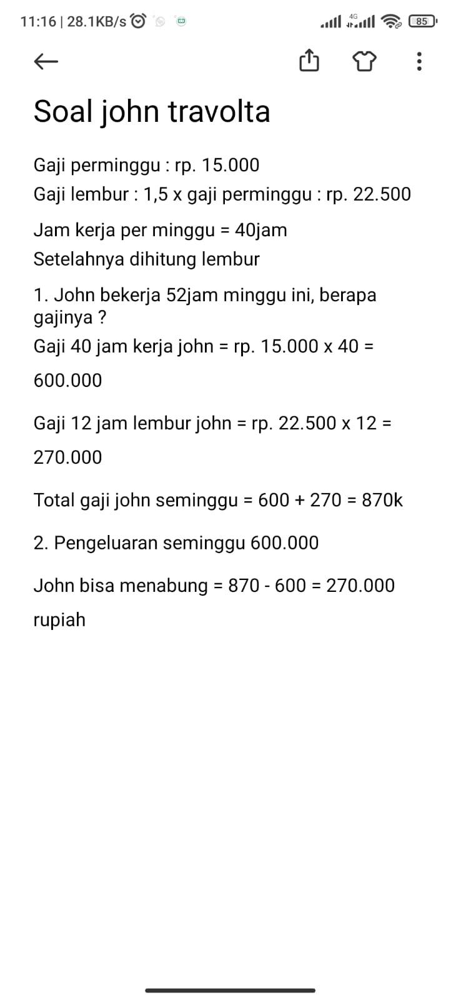 11:16 | 28.1KB/s
4G
85
Soal john travolta
Gaji perminggu : rp. 15.000
Gaji lembur : 1,5 x gaji perminggu : rp. 22.500
Jam kerja per minggu = 40jam
Setelahnya dihitung lembur
1. John bekerja 52jam minggu ini, berapa
gajinya ?
Gaji 40 jam kerja john = rp. 15.000 x 40 =
600.000
Gaji 12 jam lembur john = rp. 22.500 x 12 =
270.000
Total gaji john seminggu = 600 + 270 = 870k
2. Pengeluaran seminggu 600.000
John bisa menabung = 870 - 600 = 270.000
rupiah